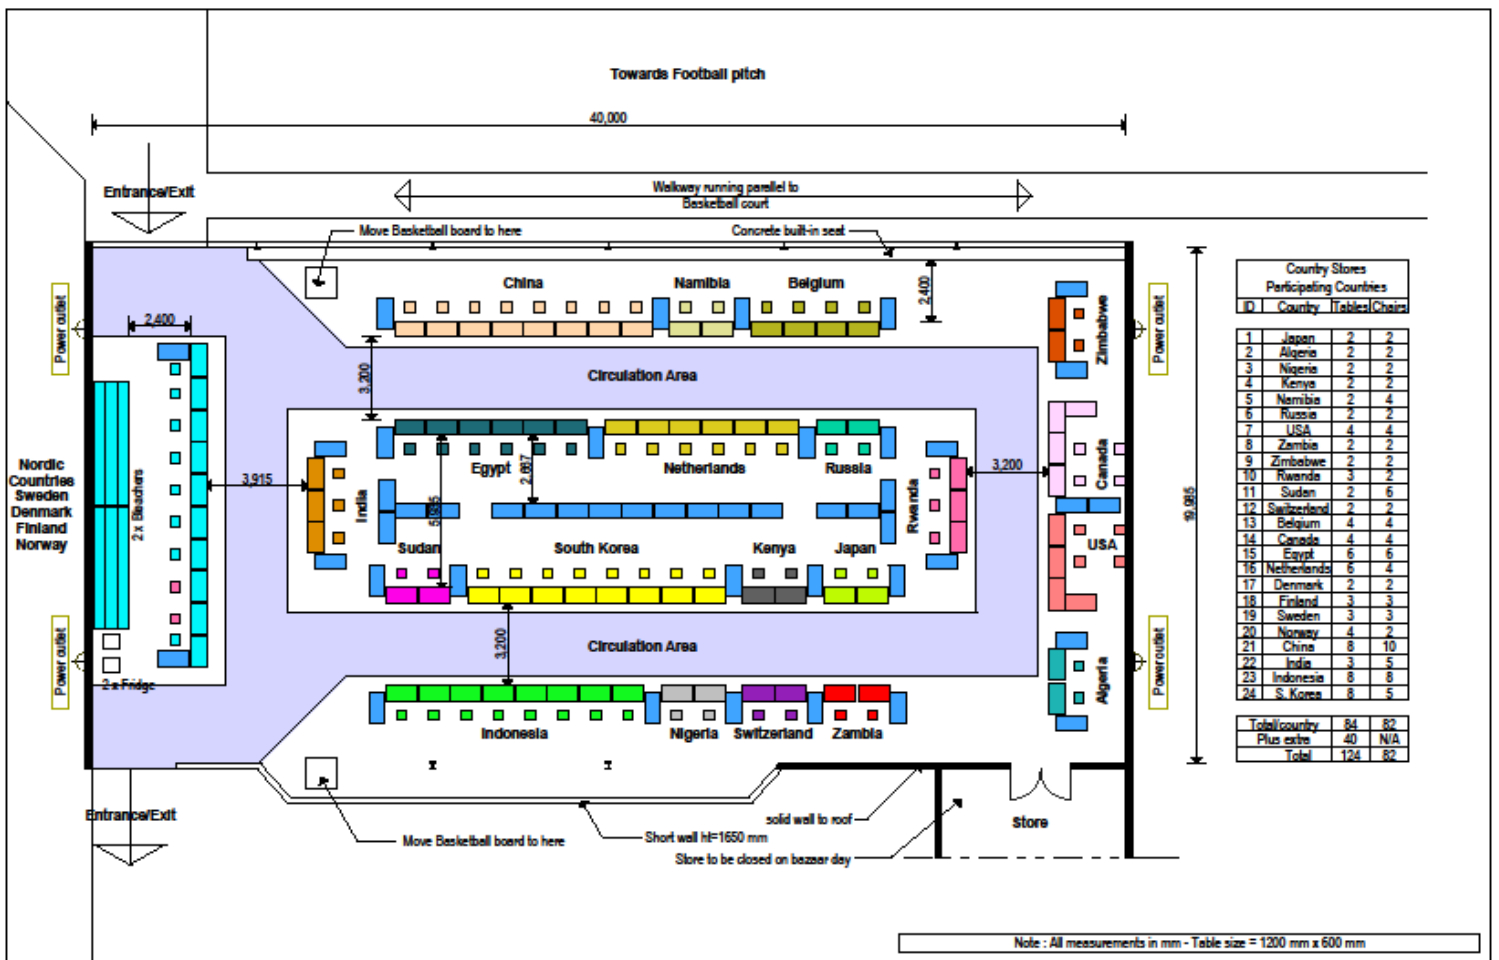 Towards Football pitch
40,000
Entrance/Exit
Walkway running parallel to
Basketball court
Move Basketball board to here
Concrete built-in seat
China
Namibia
Belgium
2,400
Zimbabwe
Power outlet
Power outlet
2,400
3,200
Circulation Area
Nordic
Countries
Sweden
Denmark
Finland
Norway
2 x Bleachers
3,915
India
Egypt
2,667
Netherlands
Russia
Rwanda
3,200
Canada
19,985
Sudan
South Korea
Kenya
Japan
USA
3,200
Circulation Area
Power outlet
2 x Fridge
Algeria
Power outlet
Indonesia
Nigeria
Switzerland
Zambia
Entrance/Exit
Move Basketball board to here
Short wall ht=1650 mm
solid wall to roof
Store to be closed on bazaar day
Store
Country Stores
Participating Countries
ID Country Tables Chairs
1 Japan 2 2
2 Algeria 2 2
3 Nigeria 2 2
4 Kenya 2 2
5 Namibia 2 4
6 Russia 2 2
7 USA 4 4
8 Zambia 2 2
9 Zimbabwe 2 2
10 Rwanda 3 2
11 Sudan 2 6
12 Switzerland 2 2
13 Belgium 4 4
14 Canada 4 4
15 Egypt 6 6
16 Netherlands 6 4
17 Denmark 2 2
18 Finland 3 3
19 Sweden 3 3
20 Norway 4 2
21 China 8 10
22 India 3 5
23 Indonesia 8 8
24 S. Korea 8 5
Total/country 84 82
Plus extra 40 N/A
Total 124 82
Note : All measurements in mm - Table size = 1200 mm x 600 mm